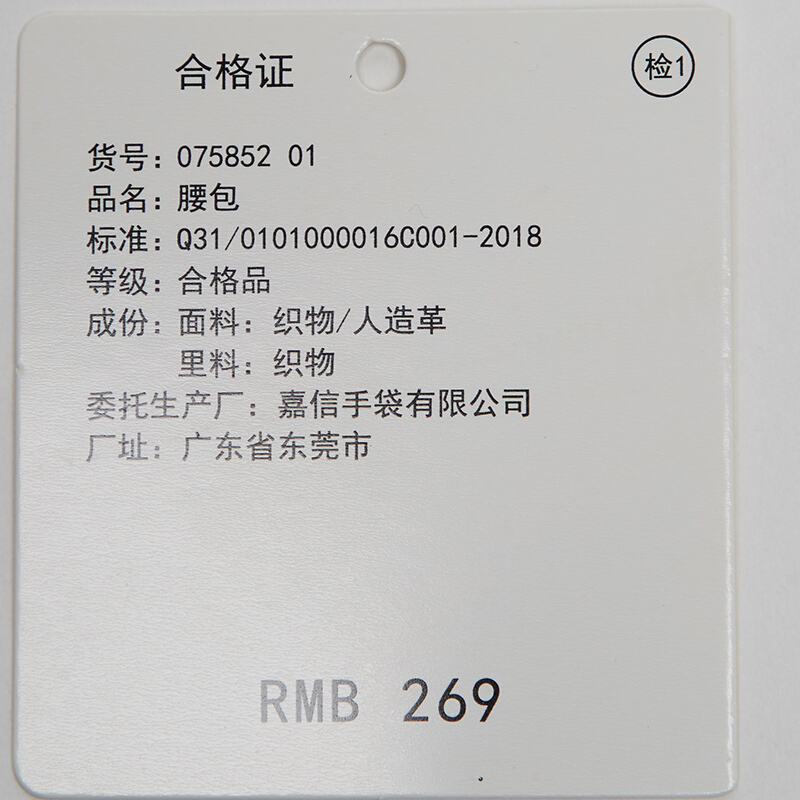 合格证
检1
货号：075852 01
品名：腰包
标准：Q31/0101000016C001-2018
等级：合格品
成份：面料：织物/人造革
里料：织物
委托生产厂：嘉信手袋有限公司
厂址：广东省东莞市
RMB 269